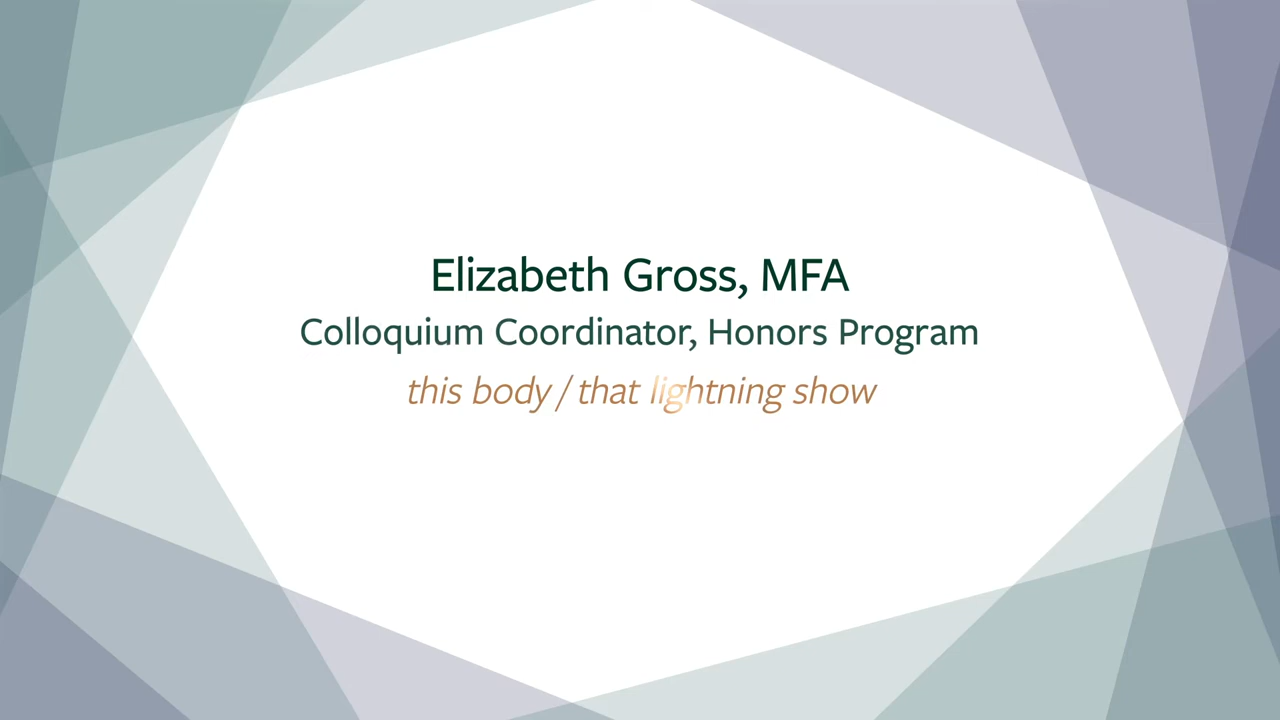 Elizabeth Gross, MFA
Colloquium Coordinator, Honors Program
this body / that lightning show